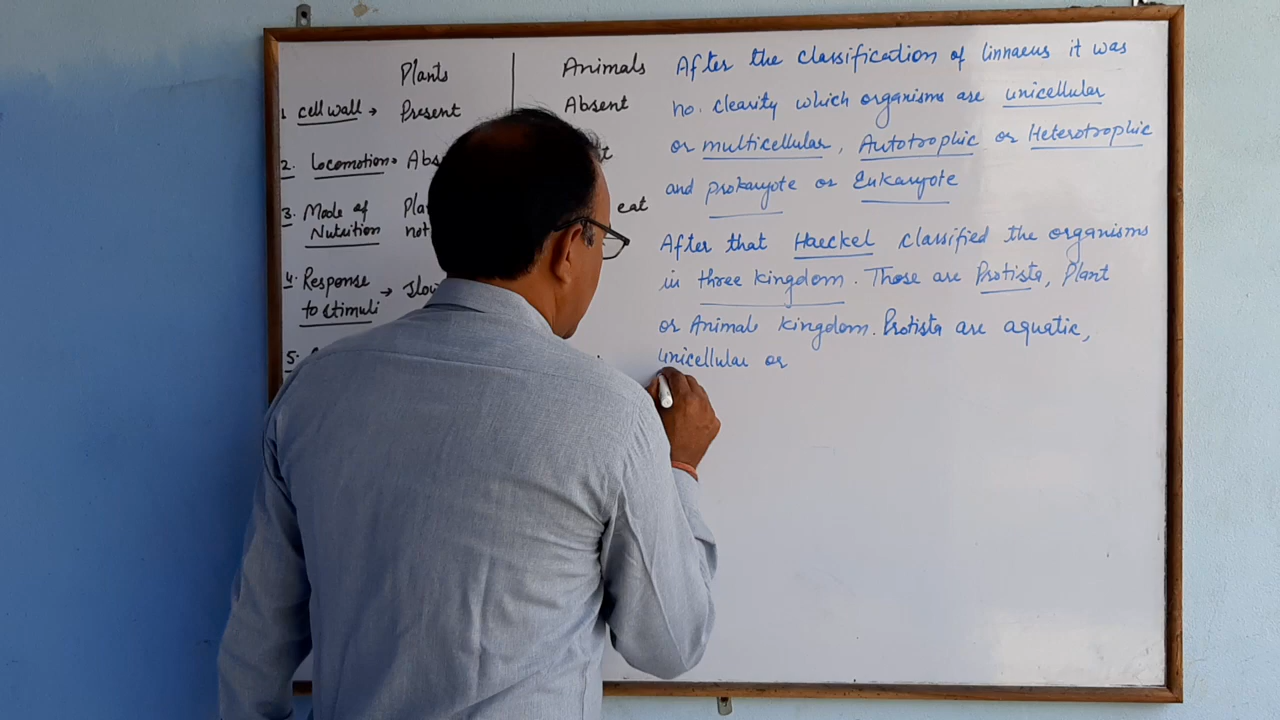 Plants Animals
1 cell wall → Present Absent
2. Locomotion
3. Mode of eat
Nutrition not
4. Response →
to stimuli
5.
After the classification of linnaeus it was
no. clearity which organisms are unicellular
or multicellular, Autotrophic or Heterotrophic
and prokaryote or Eukaryote
After that Haeckel classified the organisms
in three kingdom. Those are Protista, Plant
or Animal kingdom. Protista are aquatic,
unicellular or